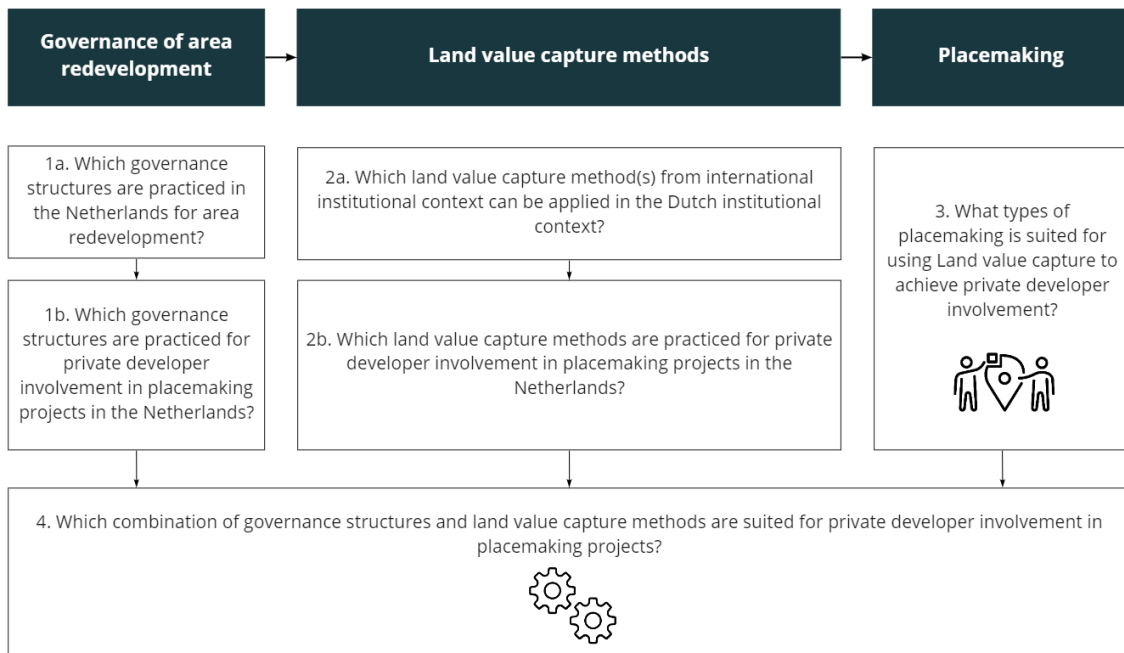 Governance of area
redevelopment
Land value capture methods
Placemaking
1a. Which governance
structures are practiced in
the Netherlands for area
redevelopment?
2a. Which land value capture method(s) from international
institutional context can be applied in the Dutch institutional
context?
3. What types of
placemaking is suited for
using Land value capture to
achieve private developer
involvement?
1b. Which governance
structures are practiced for
private developer
involvement in placemaking
projects in the Netherlands?
2b. Which land value capture methods are practiced for private
developer involvement in placemaking projects in the
Netherlands?
4. Which combination of governance structures and land value capture methods are suited for private developer involvement in
placemaking projects?